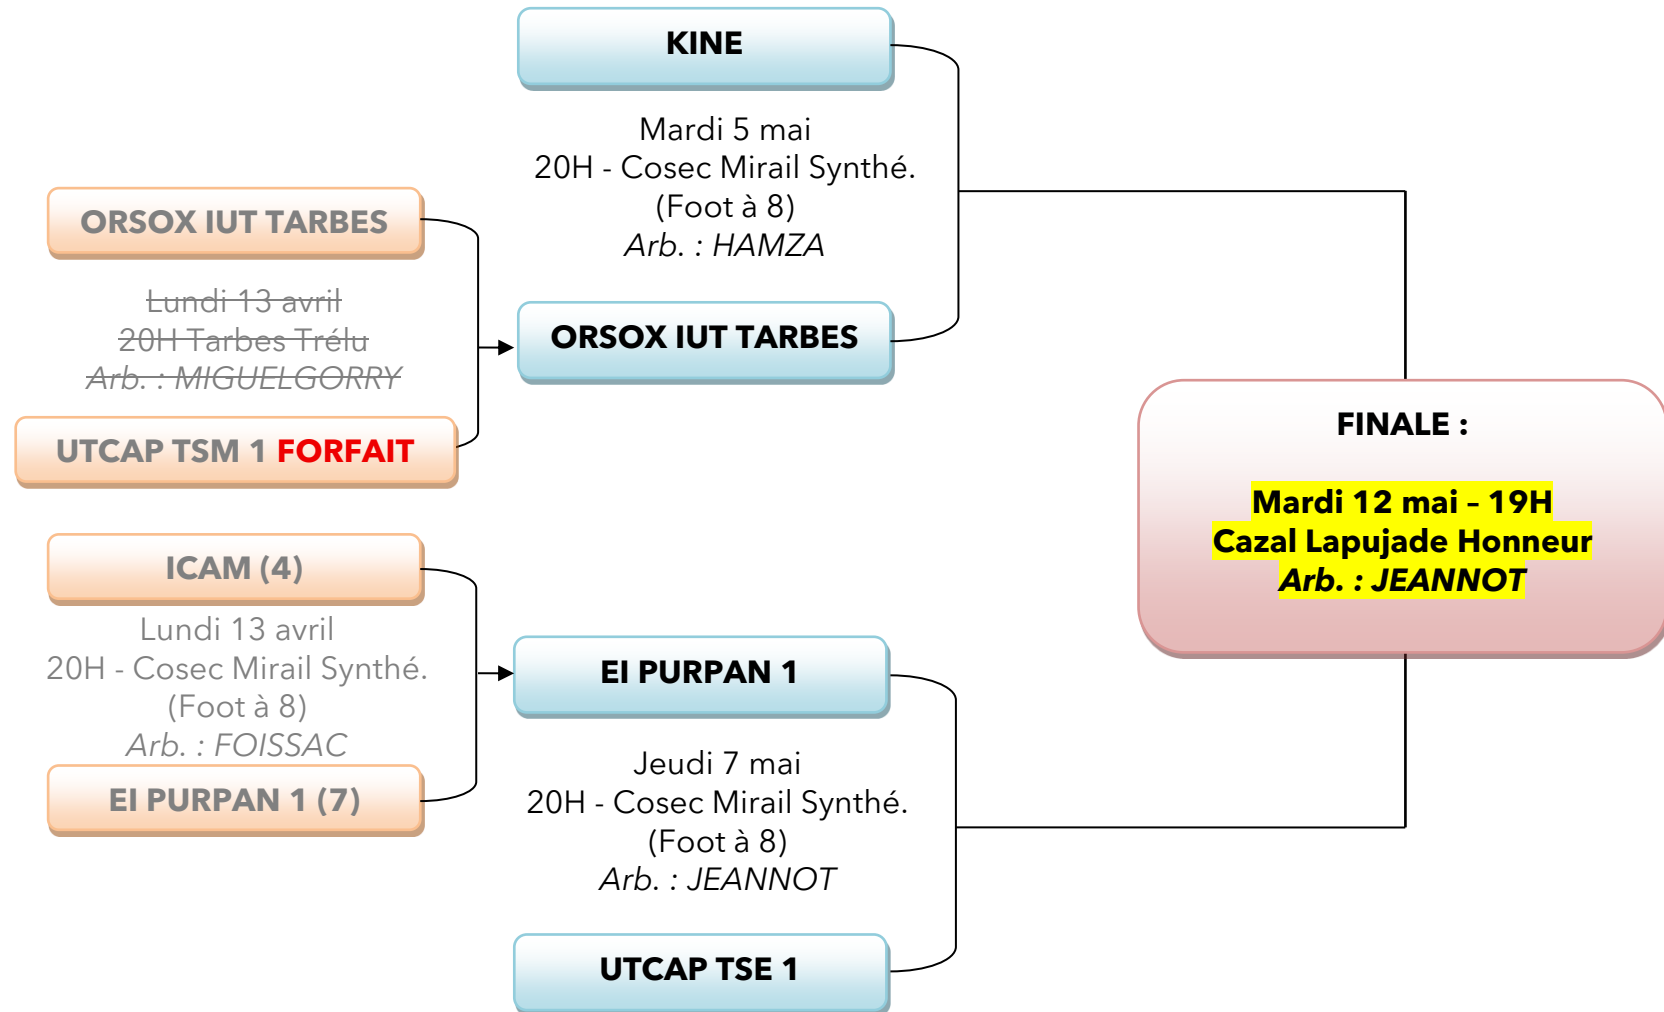 KINE
Mardi 5 mai
20H - Cosec Mirail Synthé.
(Foot à 8)
Arb. : HAMZA
ORSOX IUT TARBES
Lundi 13 avril
20H Tarbes Trélu
Arb. : MIGUELGORRY
UTCAP TSM 1 FORFAIT
ORSOX IUT TARBES
FINALE :
Mardi 12 mai – 19H
Cazal Lapujade Honneur
Arb. : JEANNOT
ICAM (4)
Lundi 13 avril
20H - Cosec Mirail Synthé.
(Foot à 8)
Arb. : FOISSAC
EI PURPAN 1 (7)
EI PURPAN 1
Jeudi 7 mai
20H - Cosec Mirail Synthé.
(Foot à 8)
Arb. : JEANNOT
UTCAP TSE 1